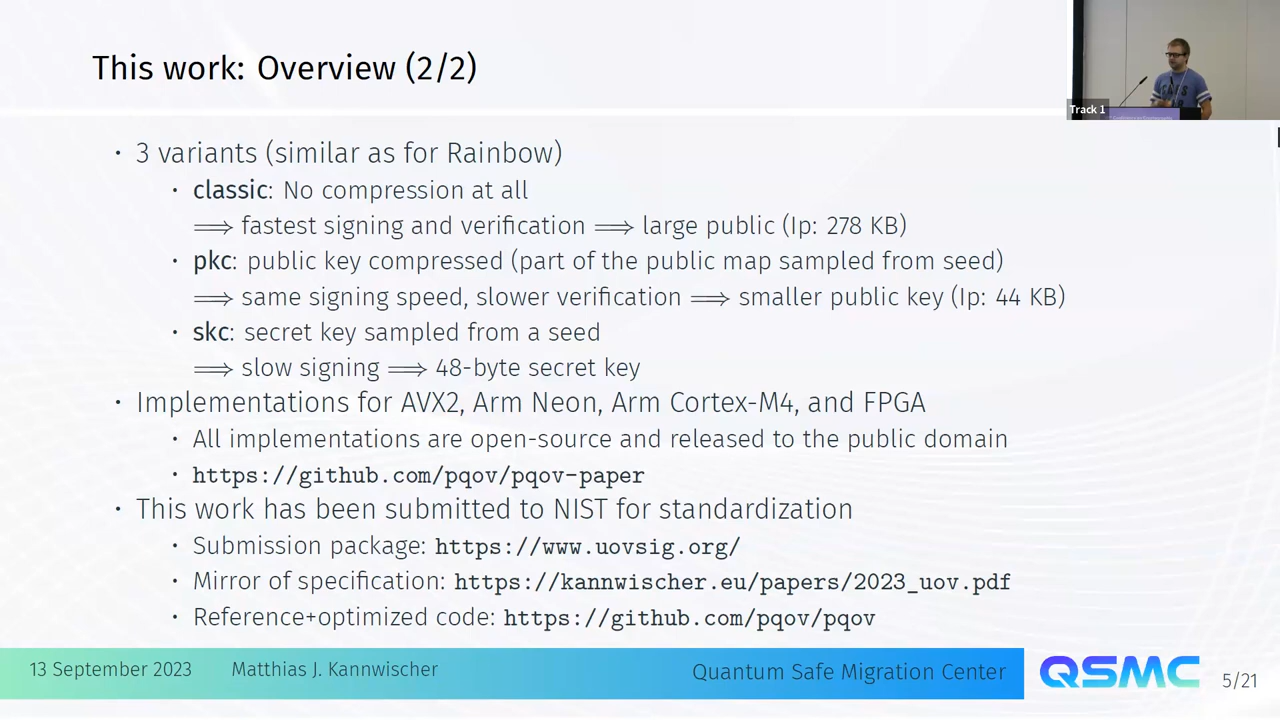 This work: Overview (2/2)
Track 1
· 3 variants (similar as for Rainbow)
· classic: No compression at all
⟹ fastest signing and verification ⟹ large public (Ip: 278 KB)
· pkc: public key compressed (part of the public map sampled from seed)
⟹ same signing speed, slower verification ⟹ smaller public key (Ip: 44 KB)
· skc: secret key sampled from a seed
⟹ slow signing ⟹ 48-byte secret key
· Implementations for AVX2, Arm Neon, Arm Cortex-M4, and FPGA
· All implementations are open-source and released to the public domain
· https://github.com/pqov/pqov-paper
· This work has been submitted to NIST for standardization
· Submission package: https://www.uovsig.org/
· Mirror of specification: https://kannwischer.eu/papers/2023_uov.pdf
· Reference+optimized code: https://github.com/pqov/pqov
13 September 2023 Matthias J. Kannwischer Quantum Safe Migration Center QSMC 5/21